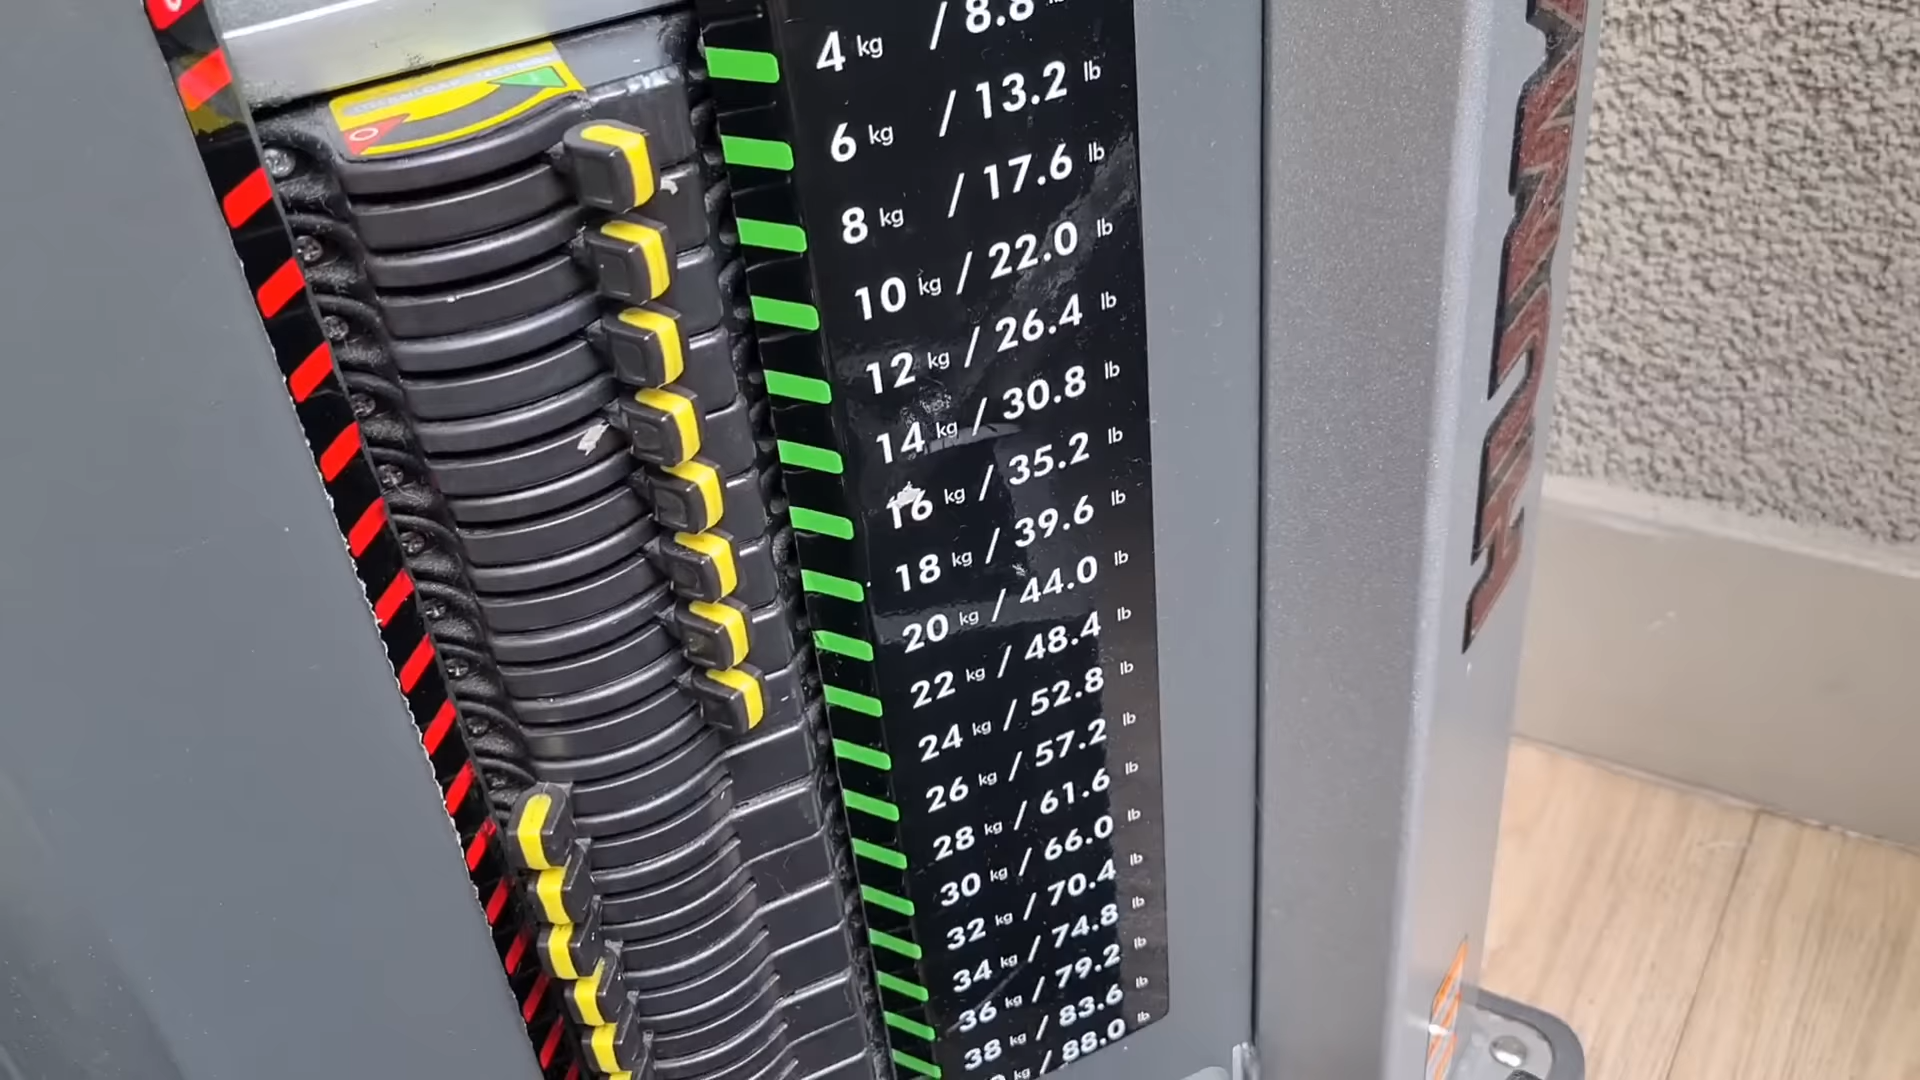 4 kg / 8.8 lb
6 kg / 13.2 lb
8 kg / 17.6 lb
10 kg / 22.0 lb
12 kg / 26.4 lb
14 kg / 30.8 lb
16 kg / 35.2 lb
18 kg / 39.6 lb
20 kg / 44.0 lb
22 kg / 48.4 lb
24 kg / 52.8 lb
26 kg / 57.2 lb
28 kg / 61.6 lb
30 kg / 66.0 lb
32 kg / 70.4 lb
34 kg / 74.8 lb
36 kg / 79.2 lb
38 kg / 83.6 lb
kg / 88.0 lb